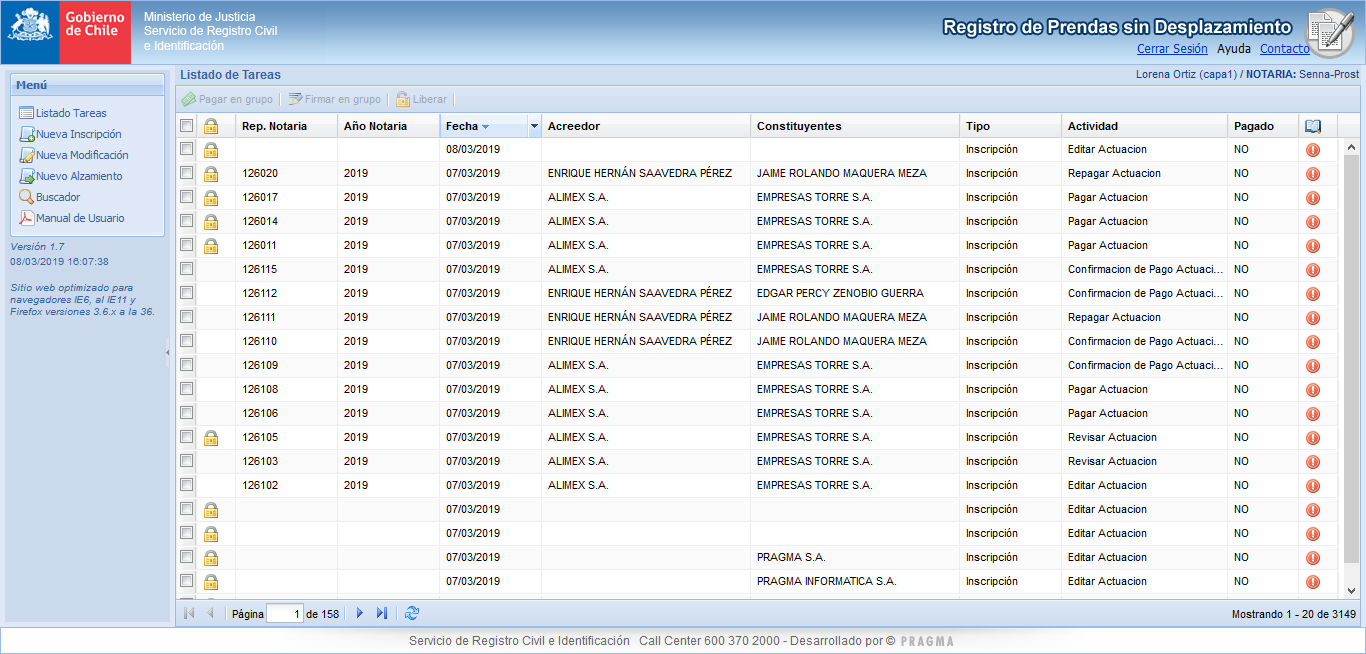 Gobierno
de Chile
Ministerio de Justicia
Servicio de Registro Civil
e Identificación
Registro de Prendas sin Desplazamiento
Cerrar Sesión Ayuda Contacto
Menú
Listado Tareas
Nueva Inscripción
Nueva Modificación
Nuevo Alzamiento
Buscador
Manual de Usuario
Versión 1.7
08/03/2019 16:07:38
Sitio web optimizado para
navegadores IE6, al IE11 y
Firefox versiones 3.6.x a la 36.
Listado de Tareas
Lorena Ortiz (capa1) / NOTARIA: Senna-Prost
Pagar en grupo Firmar en grupo Liberar
Rep. Notaria Año Notaria Fecha Acreedor Constituyentes Tipo Actividad Pagado
08/03/2019 Inscripción Editar Actuacion NO
126020 2019 07/03/2019 ENRIQUE HERNÁN SAAVEDRA PÉREZ JAIME ROLANDO MAQUERA MEZA Inscripción Repagar Actuacion NO
126017 2019 07/03/2019 ALIMEX S.A. EMPRESAS TORRE S.A. Inscripción Pagar Actuacion NO
126014 2019 07/03/2019 ALIMEX S.A. EMPRESAS TORRE S.A. Inscripción Pagar Actuacion NO
126011 2019 07/03/2019 ALIMEX S.A. EMPRESAS TORRE S.A. Inscripción Pagar Actuacion NO
126115 2019 07/03/2019 ALIMEX S.A. EMPRESAS TORRE S.A. Inscripción Confirmacion de Pago Actuaci... NO
126112 2019 07/03/2019 ENRIQUE HERNÁN SAAVEDRA PÉREZ EDGAR PERCY ZENOBIO GUERRA Inscripción Confirmacion de Pago Actuaci... NO
126111 2019 07/03/2019 ENRIQUE HERNÁN SAAVEDRA PÉREZ JAIME ROLANDO MAQUERA MEZA Inscripción Repagar Actuacion NO
126110 2019 07/03/2019 ENRIQUE HERNÁN SAAVEDRA PÉREZ JAIME ROLANDO MAQUERA MEZA Inscripción Confirmacion de Pago Actuaci... NO
126109 2019 07/03/2019 ALIMEX S.A. EMPRESAS TORRE S.A. Inscripción Confirmacion de Pago Actuaci... NO
126108 2019 07/03/2019 ALIMEX S.A. EMPRESAS TORRE S.A. Inscripción Pagar Actuacion NO
126106 2019 07/03/2019 ALIMEX S.A. EMPRESAS TORRE S.A. Inscripción Pagar Actuacion NO
126105 2019 07/03/2019 ALIMEX S.A. EMPRESAS TORRE S.A. Inscripción Revisar Actuacion NO
126103 2019 07/03/2019 ALIMEX S.A. EMPRESAS TORRE S.A. Inscripción Revisar Actuacion NO
126102 2019 07/03/2019 ALIMEX S.A. EMPRESAS TORRE S.A. Inscripción Editar Actuacion NO
07/03/2019 Inscripción Editar Actuacion NO
07/03/2019 Inscripción Editar Actuacion NO
07/03/2019 PRAGMA S.A. Inscripción Editar Actuacion NO
07/03/2019 PRAGMA INFORMATICA S.A. Inscripción Editar Actuacion NO
Página 1 de 158
Mostrando 1 - 20 de 3149
Servicio de Registro Civil e Identificación Call Center 600 370 2000 - Desarrollado por © PRAGMA